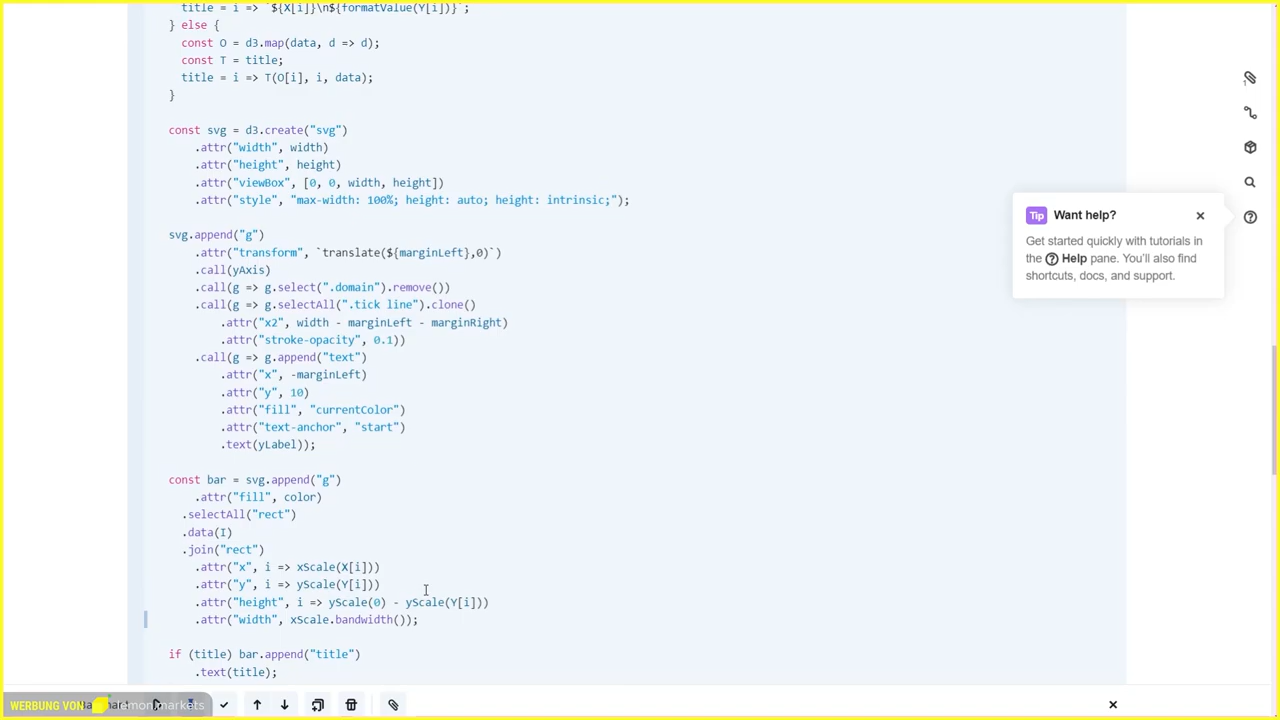 title = i => `${X[i]}\n${formatValue(Y[i])}`;
} else {
const O = d3.map(data, d => d);
const T = title;
title = i => T(O[i], i, data);
}
const svg = d3.create("svg")
.attr("width", width)
.attr("height", height)
.attr("viewBox", [0, 0, width, height])
.attr("style", "max-width: 100%; height: auto; height: intrinsic;");
svg.append("g")
.attr("transform", `translate(${marginLeft},0)`)
.call(yAxis)
.call(g => g.select(".domain").remove())
.call(g => g.selectAll(".tick line").clone()
.attr("x2", width - marginLeft - marginRight)
.attr("stroke-opacity", 0.1))
.call(g => g.append("text")
.attr("x", -marginLeft)
.attr("y", 10)
.attr("fill", "currentColor")
.attr("text-anchor", "start")
.text(yLabel));
const bar = svg.append("g")
.attr("fill", color)
.selectAll("rect")
.data(I)
.join("rect")
.attr("x", i => xScale(X[i]))
.attr("y", i => yScale(Y[i]))
.attr("height", i => yScale(0) - yScale(Y[i]))
.attr("width", xScale.bandwidth());
if (title) bar.append("title")
.text(title);
1
Tip Want help?
Get started quickly with tutorials in
the Help pane. You'll also find
shortcuts, docs, and support.
WERBUNG VON lemon.markets